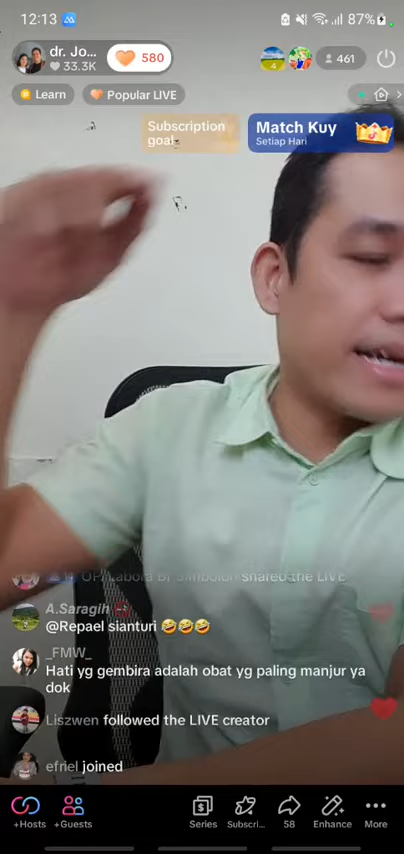 12:13
87%
dr. Jo...
33.3K
580
4
461
Learn
Popular LIVE
Subscription
goal
Match Kuy
Setiap Hari
shared the LIVE
A.Saragih
@Repael sianturi 🤣🤣🤣
_FMW_
Hati yg gembira adalah obat yg paling manjur ya
dok
Liszwen followed the LIVE creator
efriel joined
+Hosts
+Guests
Series
Subscri...
58
Enhance
More